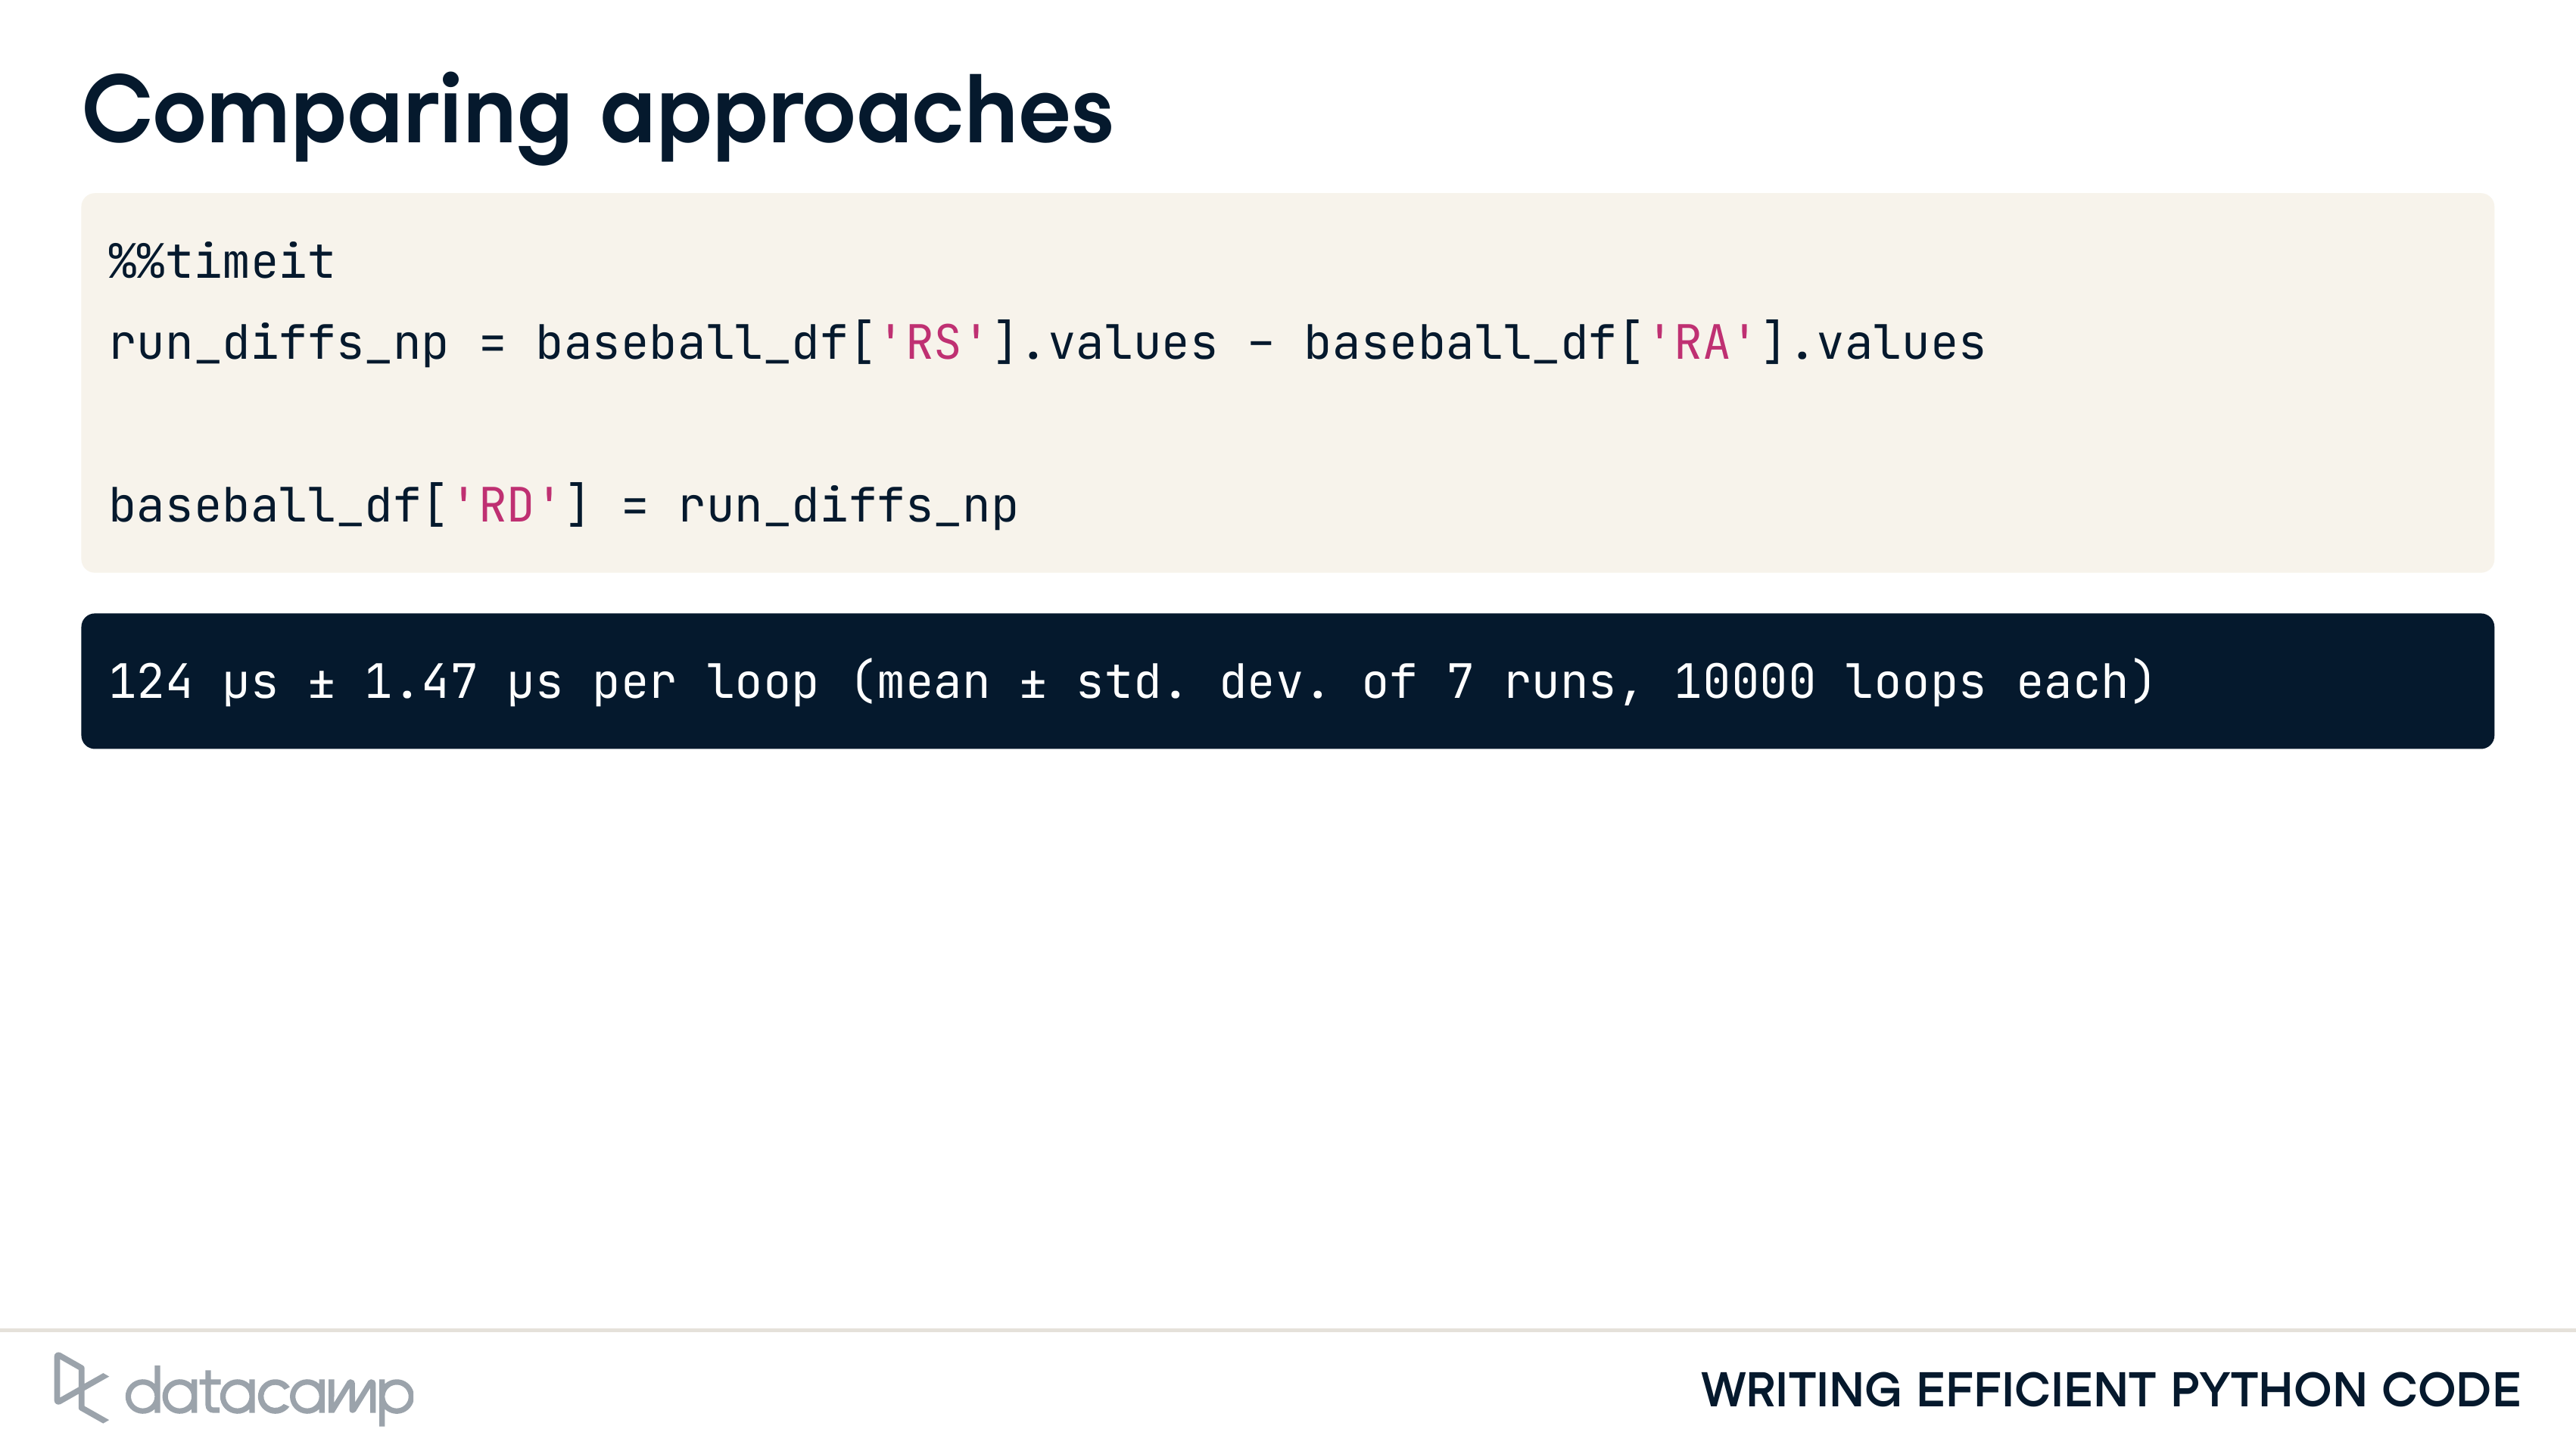 Comparing approaches
%%timeit
run_diffs_np = baseball_df['RS'].values - baseball_df['RA'].values
baseball_df['RD'] = run_diffs_np
124 µs ± 1.47 µs per loop (mean ± std. dev. of 7 runs, 10000 loops each)
datacamp
WRITING EFFICIENT PYTHON CODE